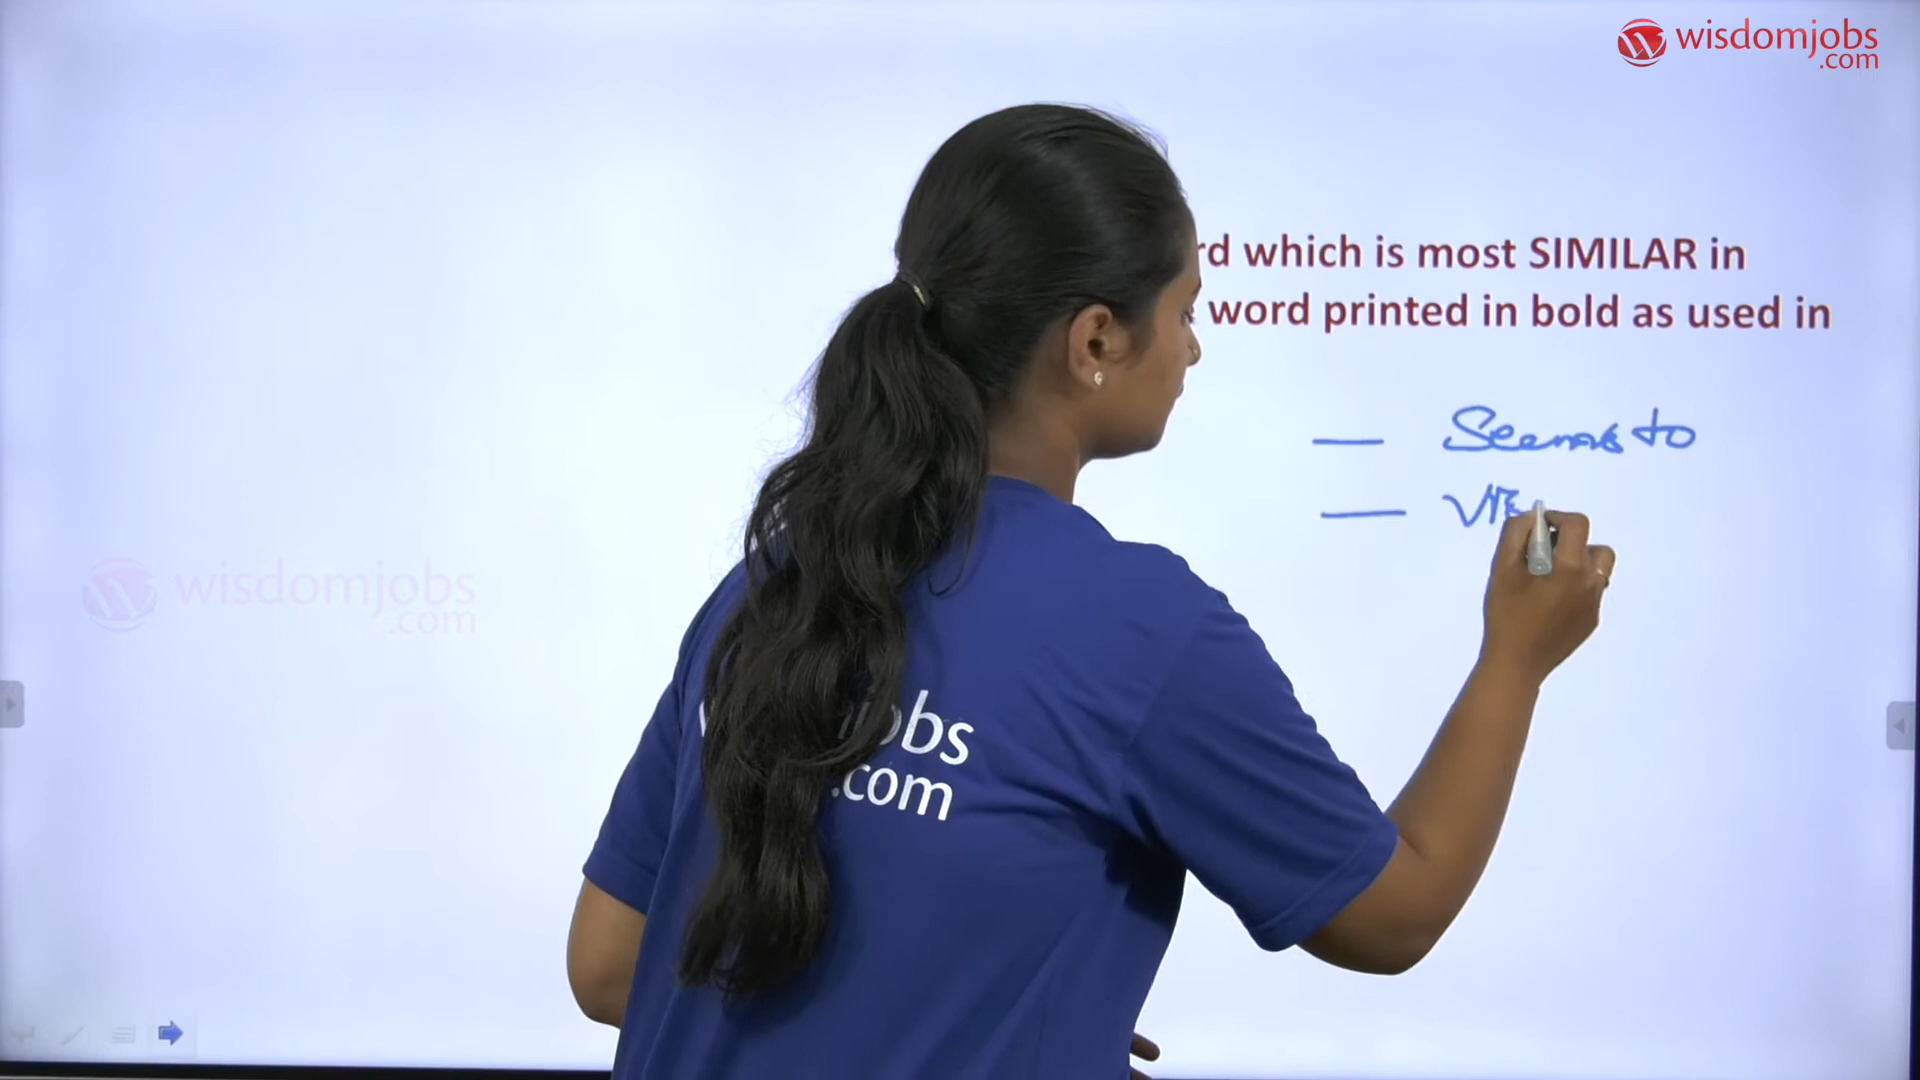 wisdomjobs
.com
rd which is most SIMILAR in
word printed in bold as used in
— Seems to
—
wisdomjobs
.com
jobs
.com